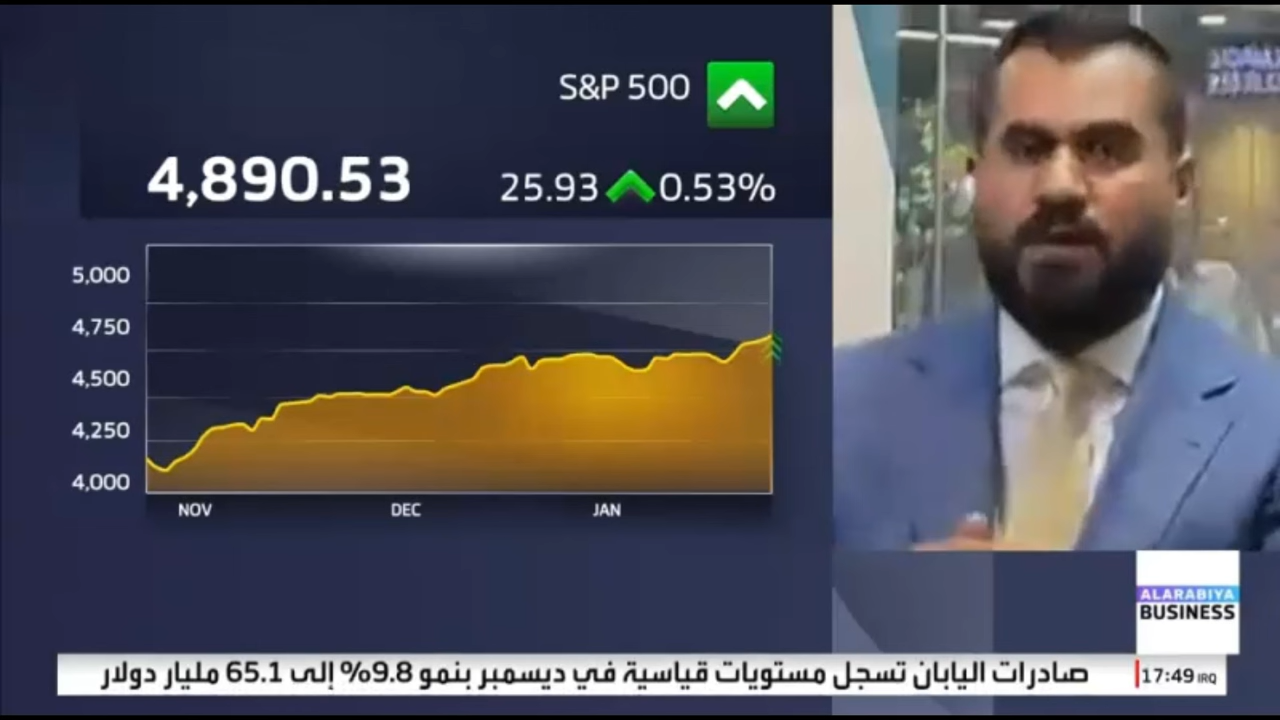 S&P 500
4,890.53
25.93 0.53%
5,000
4,750
4,500
4,250
4,000
NOV DEC JAN
ALARABIYA
BUSINESS
صادرات اليابان تسجل مستويات قياسية في ديسمبر بنمو 9.8% إلى 65.1 مليار دولار
17:49 IRQ